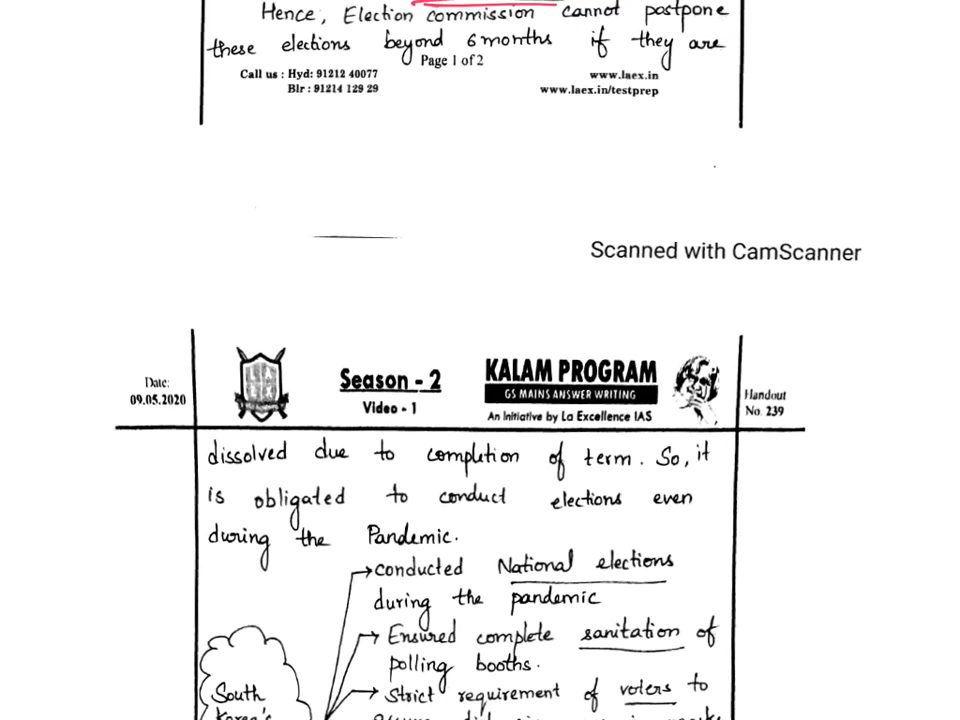 Hence, Election commission cannot postpone
these elections beyond 6 months if they are
Page 1 of 2
Call us : Hyd: 91212 40077
Blr : 91214 129 29
www.laex.in
www.laex.in/testprep
Scanned with CamScanner
Date:
09.05.2020
Season - 2
Video - 1
KALAM PROGRAM
GS MAINS ANSWER WRITING
An Initiative by La Excellence IAS
Handout
No. 239
dissolved due to completion of term. So, it
is obligated to conduct elections even
during the Pandemic.
conducted National elections
during the pandemic
Ensured complete sanitation of
polling booths.
Strict requirement of voters to
South
Korea's